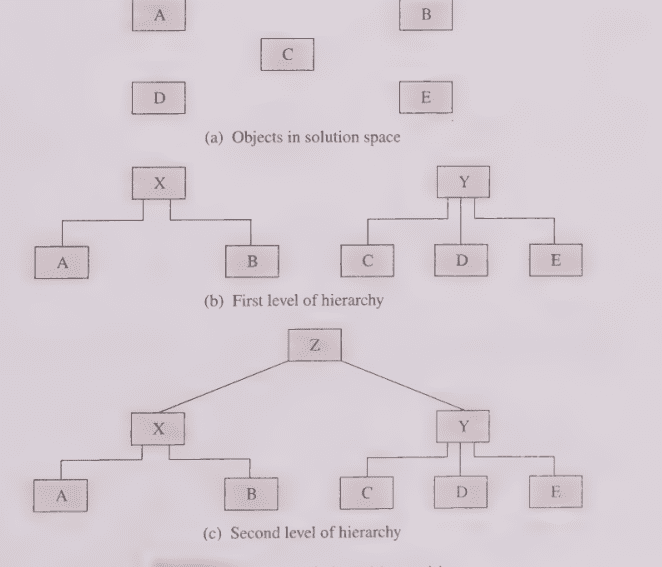 A B
C
D E
(a) Objects in solution space
X Y
A B C D E
(b) First level of hierarchy
Z
X Y
A B C D E
(c) Second level of hierarchy